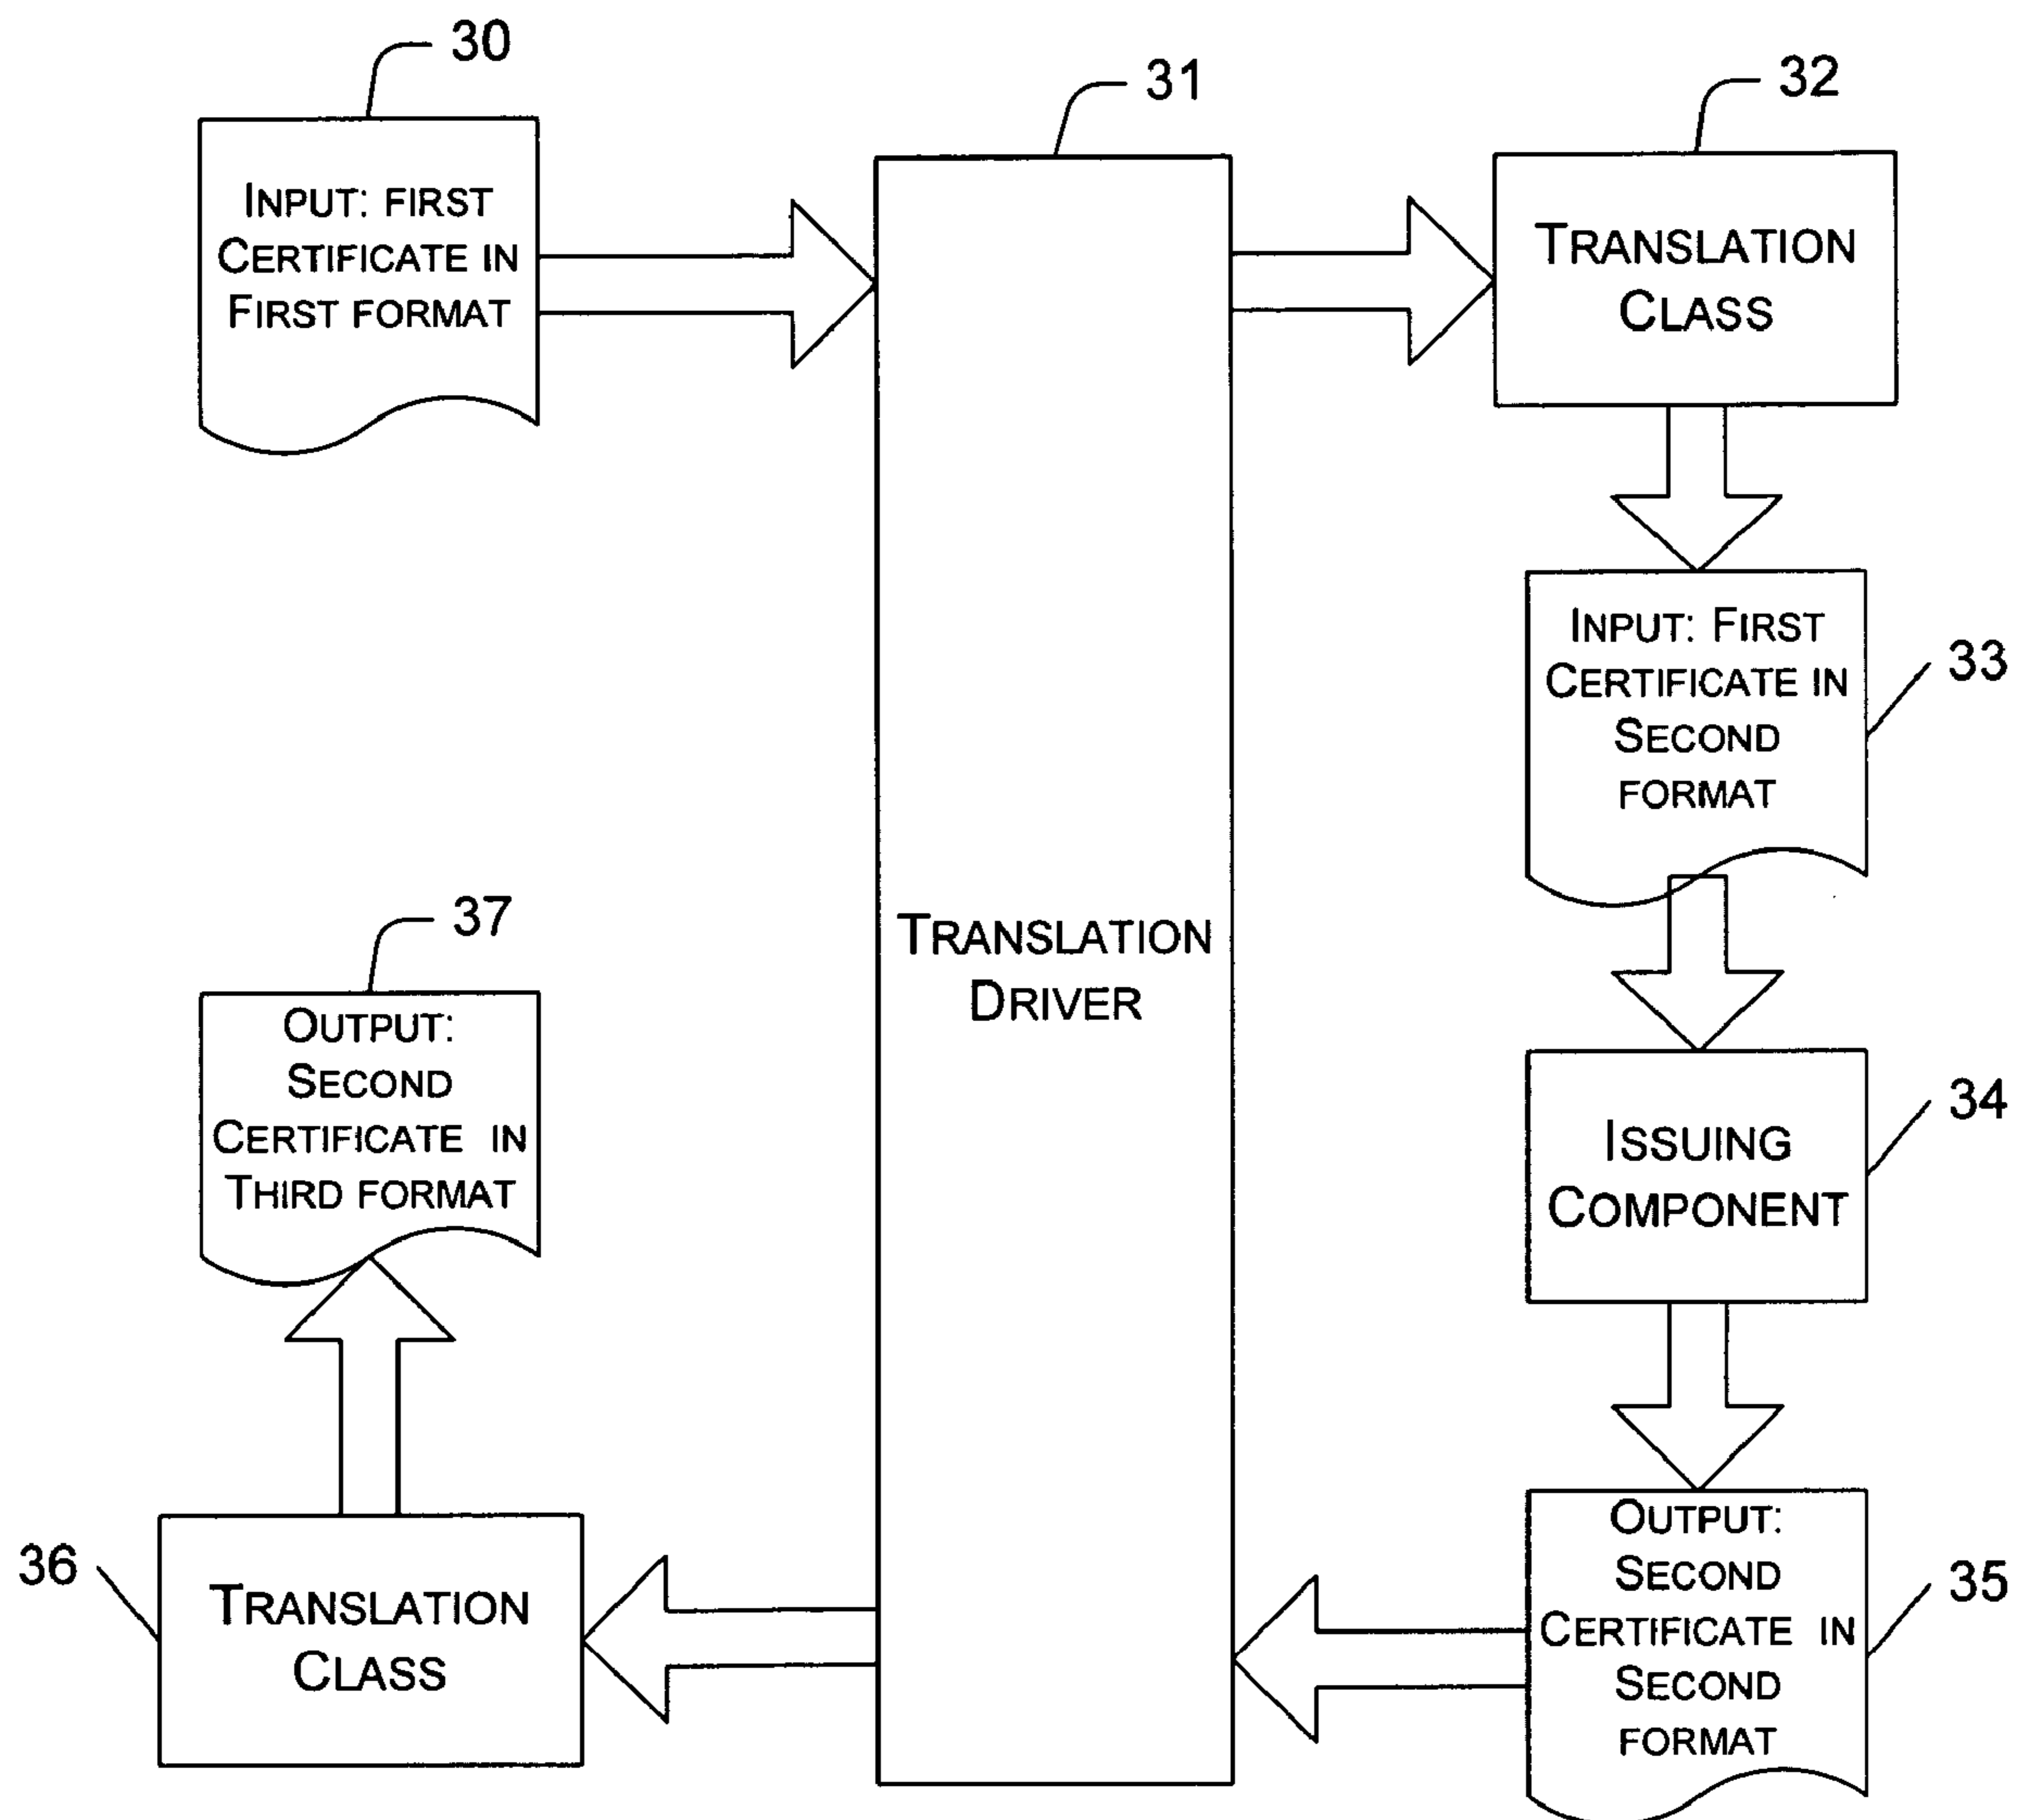 30
INPUT: FIRST
CERTIFICATE IN
FIRST FORMAT
31
TRANSLATION
DRIVER
32
TRANSLATION
CLASS
INPUT: FIRST
CERTIFICATE IN
SECOND
FORMAT
33
ISSUING
COMPONENT
34
OUTPUT:
SECOND
CERTIFICATE IN
SECOND
FORMAT
35
36
TRANSLATION
CLASS
37
OUTPUT:
SECOND
CERTIFICATE IN
THIRD FORMAT